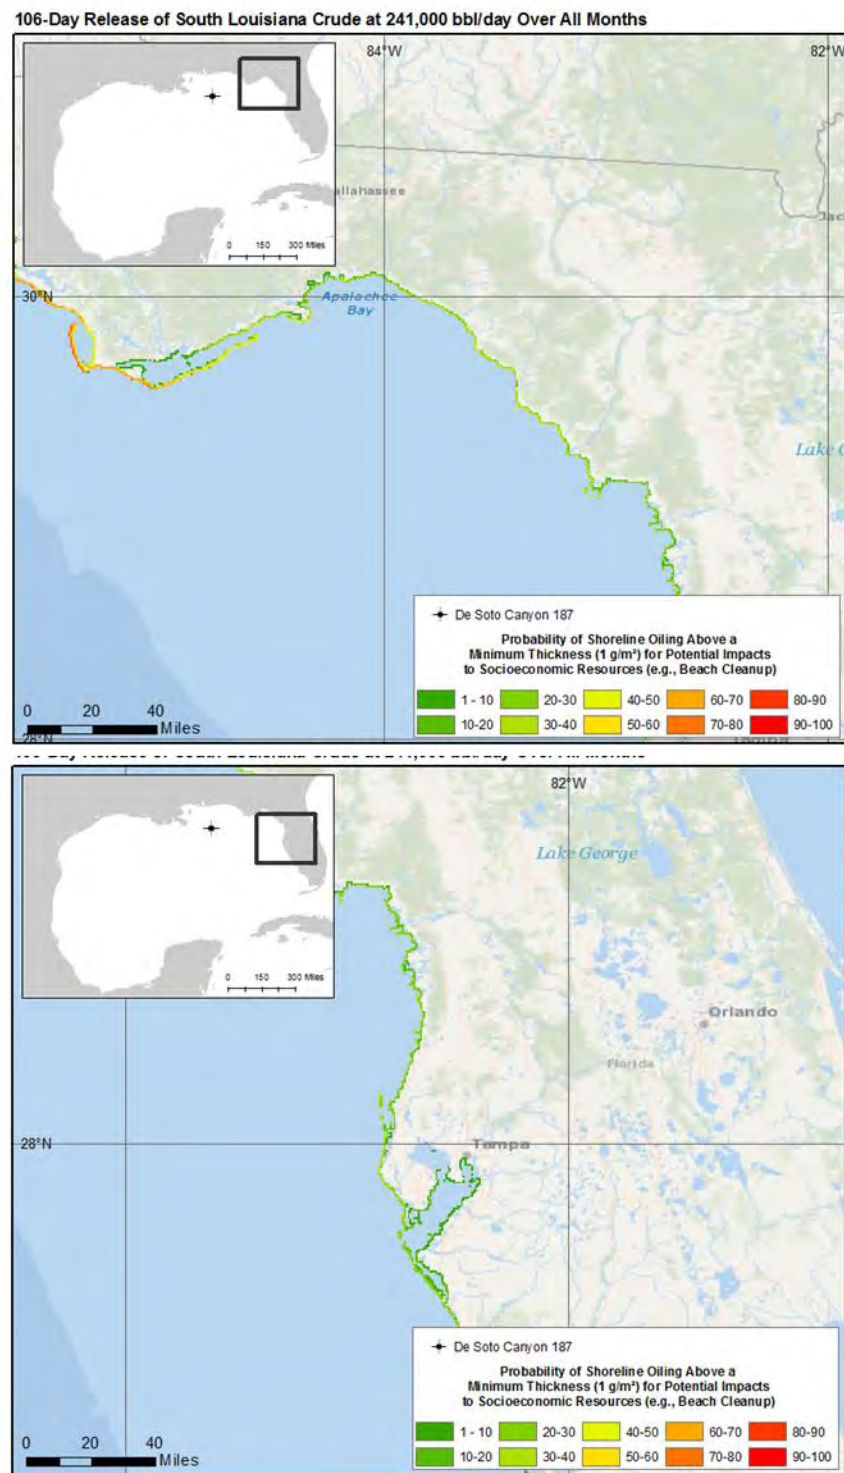 106-Day Release of South Louisiana Crude at 241,000 bbl/day Over All Months
84°W
82°W
allahassee
Jac
0 150 300 Miles
30°N
Apalachee
Bay
Lake G
De Soto Canyon 187
Probability of Shoreline Oiling Above a
Minimum Thickness (1 g/m²) for Potential Impacts
to Socioeconomic Resources (e.g., Beach Cleanup)
1 - 10 20-30 40-50 60-70 80-90
10-20 30-40 50-60 70-80 90-100
0 20 40
Miles
28°N
82°W
Lake George
0 150 300 Miles
Orlando
Florida
28°N
Tampa
De Soto Canyon 187
Probability of Shoreline Oiling Above a
Minimum Thickness (1 g/m²) for Potential Impacts
to Socioeconomic Resources (e.g., Beach Cleanup)
1 - 10 20-30 40-50 60-70 80-90
10-20 30-40 50-60 70-80 90-100
0 20 40
Miles